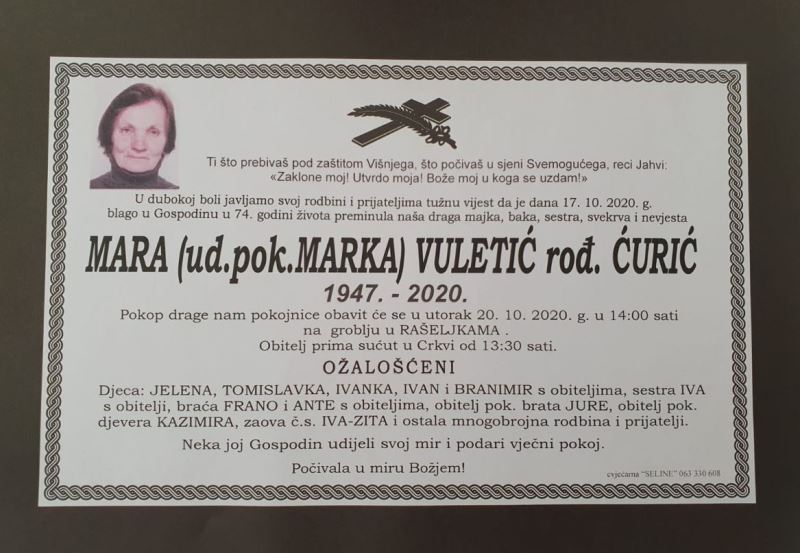 Ti što prebivaš pod zaštitom Višnjega, što počivaš u sjeni Svemogućega, reci Jahvi:
«Zaklone moj! Utvrdo moja! Bože moj u koga se uzdam!»
U dubokoj boli javljamo svoj rodbini i prijateljima tužnu vijest da je dana 17. 10. 2020. g.
blago u Gospodinu u 74. godini života preminula naša draga majka, baka, sestra, svekrva i nevjesta
MARA (ud.pok.MARKA) VULETIĆ rođ. ĆURIĆ
1947. - 2020.
Pokop drage nam pokojnice obavit će se u utorak 20. 10. 2020. g. u 14:00 sati
na groblju u RAŠELJKAMA .
Obitelj prima sućut u Crkvi od 13:30 sati.
OŽALOŠĆENI
Djeca: JELENA, TOMISLAVKA, IVANKA, IVAN i BRANIMIR s obiteljima, sestra IVA
s obitelji, braća FRANO i ANTE s obiteljima, obitelj pok. brata JURE, obitelj pok.
djevera KAZIMIRA, zaova č.s. IVA-ZITA i ostala mnogobrojna rodbina i prijatelji.
Neka joj Gospodin udijeli svoj mir i podari vječni pokoj.
Počivala u miru Božjem!
cvjećarna "SELINE" 063 330 608